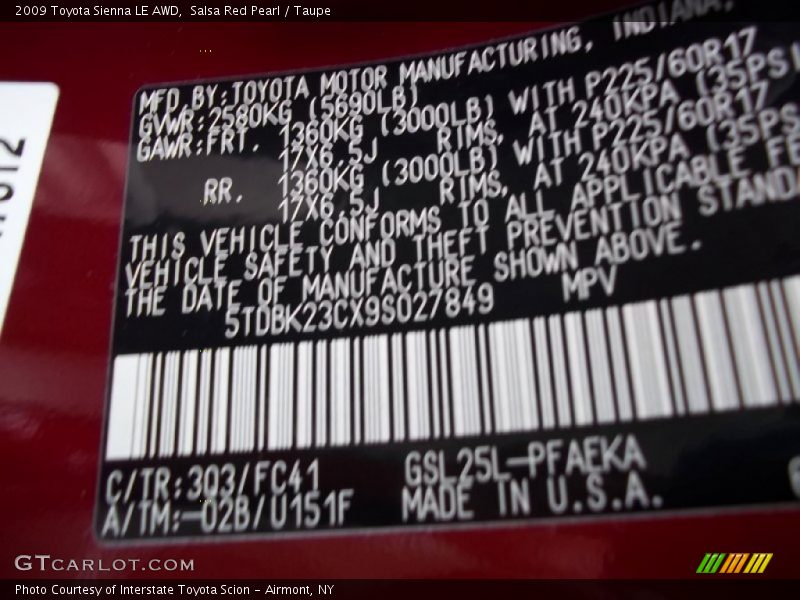 2009 Toyota Sienna LE AWD,  Salsa Red Pearl / Taupe
MFD BY:TOYOTA MOTOR MANUFACTURING, INDIANA,
GVWR:2580KG (5690LB)
GAWR:FRT. 1360KG (3000LB) WITH P225/60R17
17X6.5J RIMS, AT 240KPA (35PSI
RR. 1360KG (3000LB) WITH P225/60R17
17X6.5J RIMS, AT 240KPA (35PS
THIS VEHICLE CONFORMS TO ALL APPLICABLE FE
VEHICLE SAFETY AND THEFT PREVENTION STANDA
THE DATE OF MANUFACTURE SHOWN ABOVE.
5TDBK23CX9S027849 MPV
C/TR:3Q3/FC41 GSL25L-PFAEKA
A/TM:-02B/U151F MADE IN U.S.A.
GTCARLOT.COM
Photo Courtesy of Interstate Toyota Scion - Airmont, NY